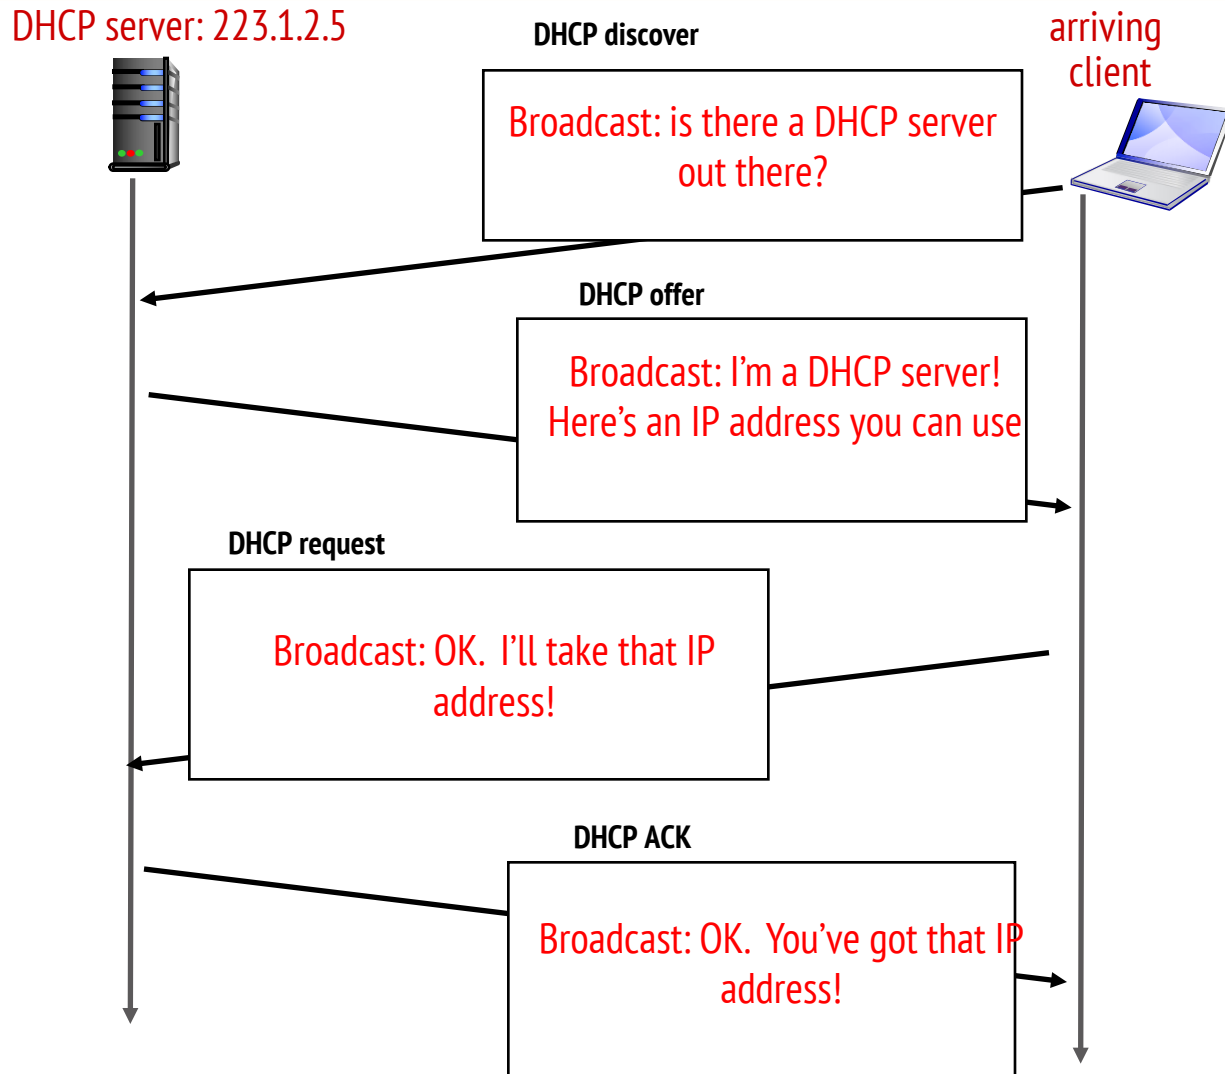 DHCP server: 223.1.2.5
DHCP discover
arriving
client
Broadcast: is there a DHCP server
out there?
DHCP offer
Broadcast: I’m a DHCP server!
Here’s an IP address you can use
DHCP request
Broadcast: OK.  I’ll take that IP
address!
DHCP ACK
Broadcast: OK.  You’ve got that IP
address!